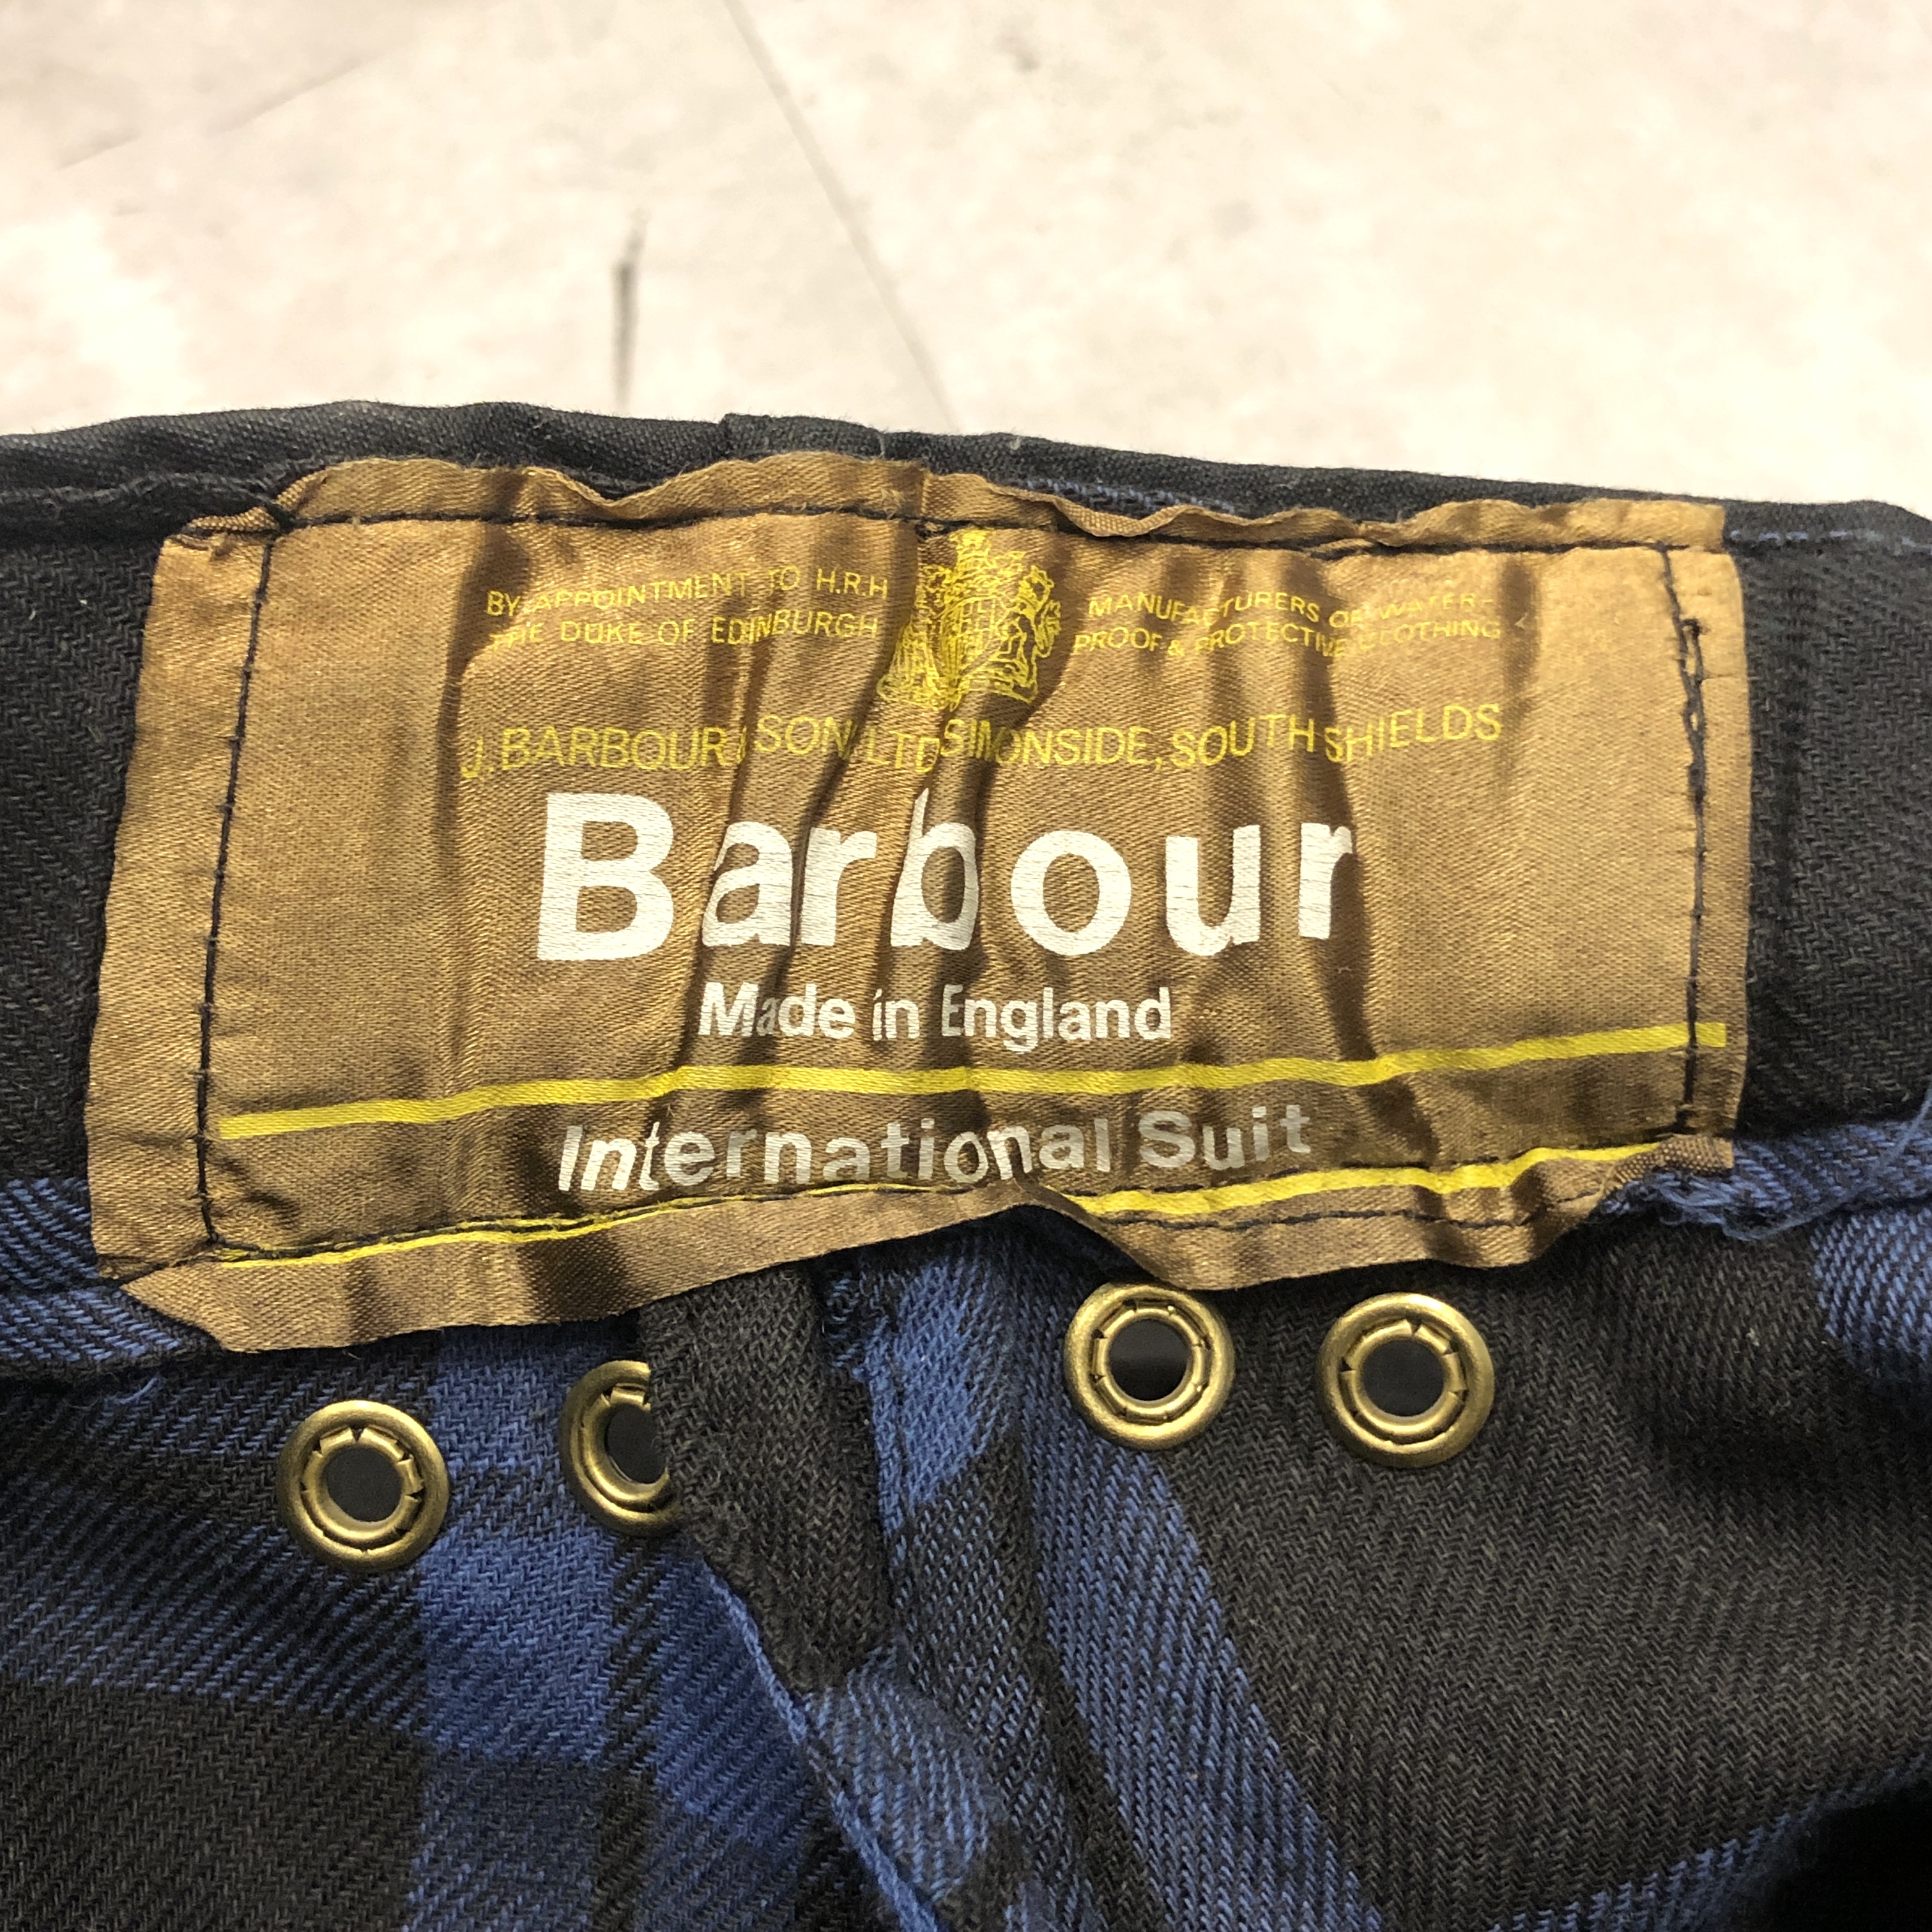 BY APPOINTMENT TO H.R.H
THE DUKE OF EDINBURGH
MANUFACTURERS OF WATER-
PROOF & PROTECTIVE CLOTHING
J. BARBOUR & SON LTD SIMONSIDE, SOUTH SHIELDS
Barbour
Made in England
International Suit